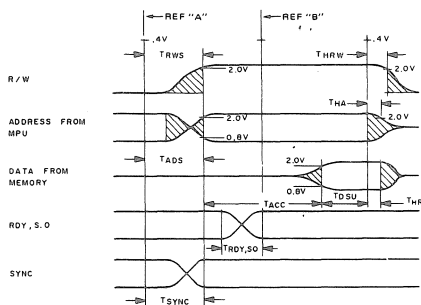 REF "A" REF "B"
.4V .4V
TRWS THRW
2.0V 2.0V
R/W
THA
ADDRESS FROM
MPU
2.0V 2.0V
0.8V
TADS
DATA FROM
MEMORY
2.0V
0.8V
TACC TDSU THR
RDY, S.O
TRDY,SO
SYNC
TSYNC